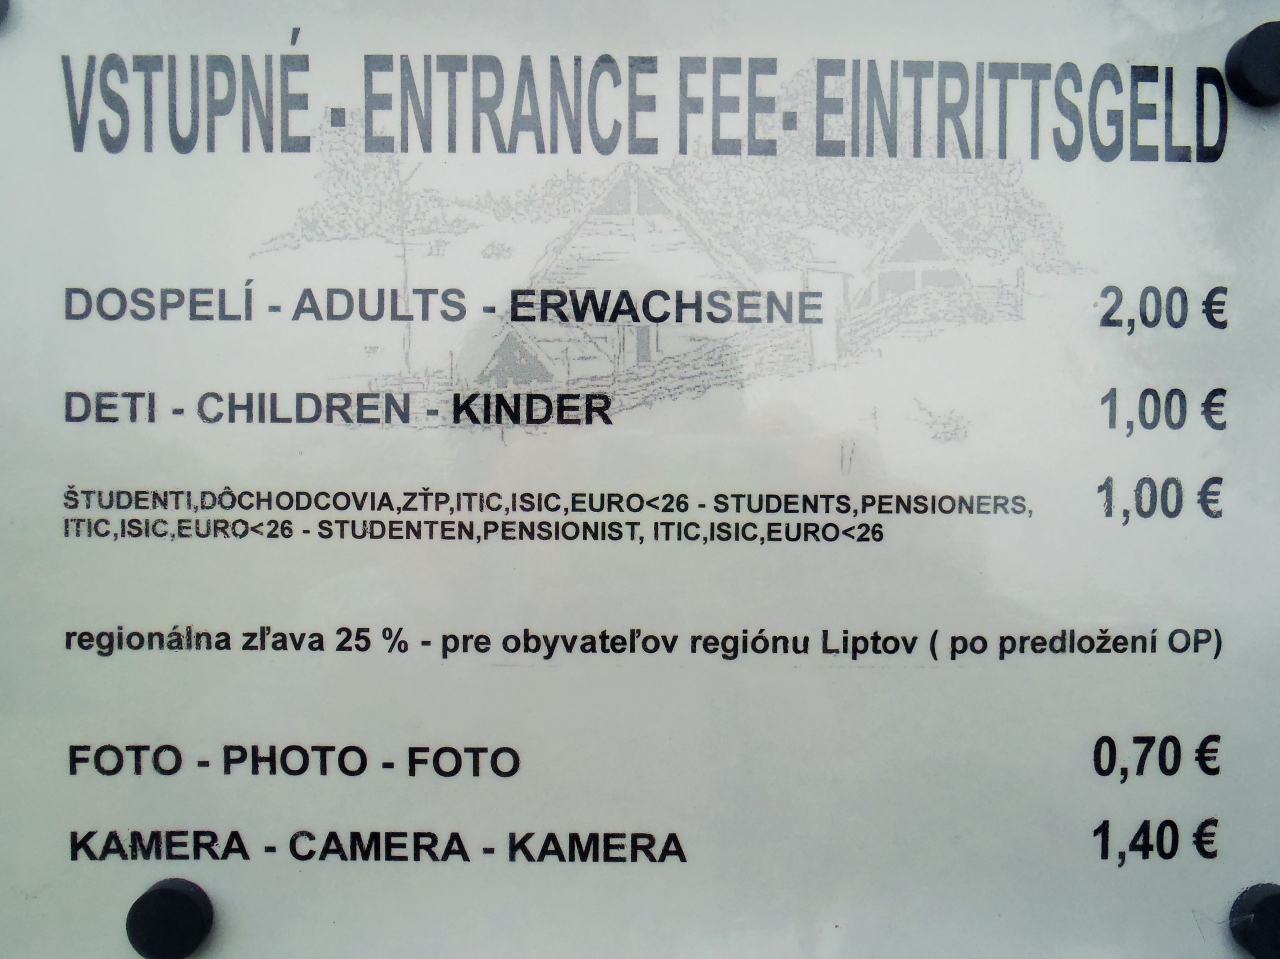 VSTUPNÉ - ENTRANCE FEE- EINTRITTSGELD
DOSPELÍ - ADULTS - ERWACHSENE 2,00 €
DETI - CHILDREN - KINDER 1,00 €
ŠTUDENTI,DÔCHODCOVIA,ZŤP,ITIC,ISIC,EURO<26 - STUDENTS,PENSIONERS, 1,00 €
ITIC,ISIC,EURO<26 - STUDENTEN,PENSIONIST, ITIC,ISIC,EURO<26
regionálna zľava 25 % - pre obyvateľov regiónu Liptov ( po predložení OP)
FOTO - PHOTO - FOTO 0,70 €
KAMERA - CAMERA - KAMERA 1,40 €